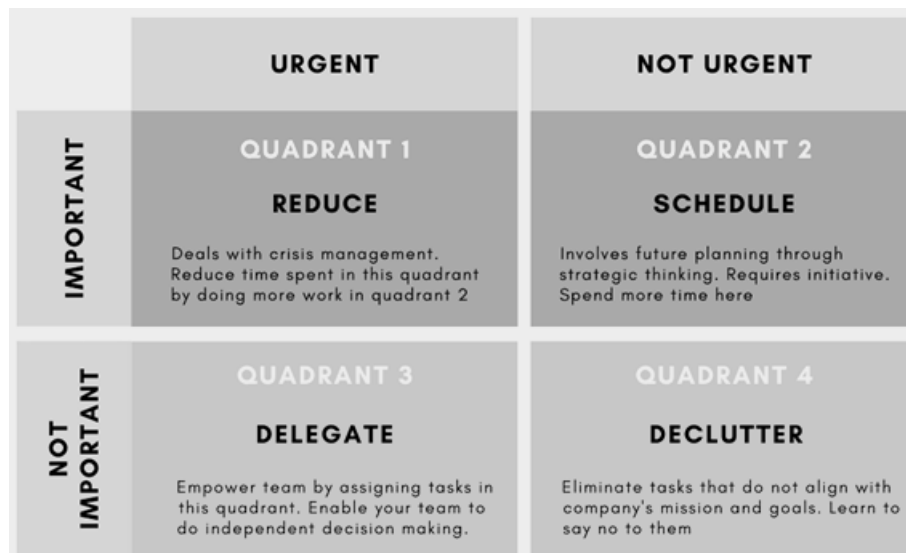 URGENT
NOT URGENT
IMPORTANT
QUADRANT 1
REDUCE
Deals with crisis management.
Reduce time spent in this quadrant
by doing more work in quadrant 2
QUADRANT 2
SCHEDULE
Involves future planning through
strategic thinking. Requires initiative.
Spend more time here
NOT
IMPORTANT
QUADRANT 3
DELEGATE
Empower team by assigning tasks in
this quadrant. Enable your team to
do independent decision making.
QUADRANT 4
DECLUTTER
Eliminate tasks that do not align with
company's mission and goals. Learn to
say no to them